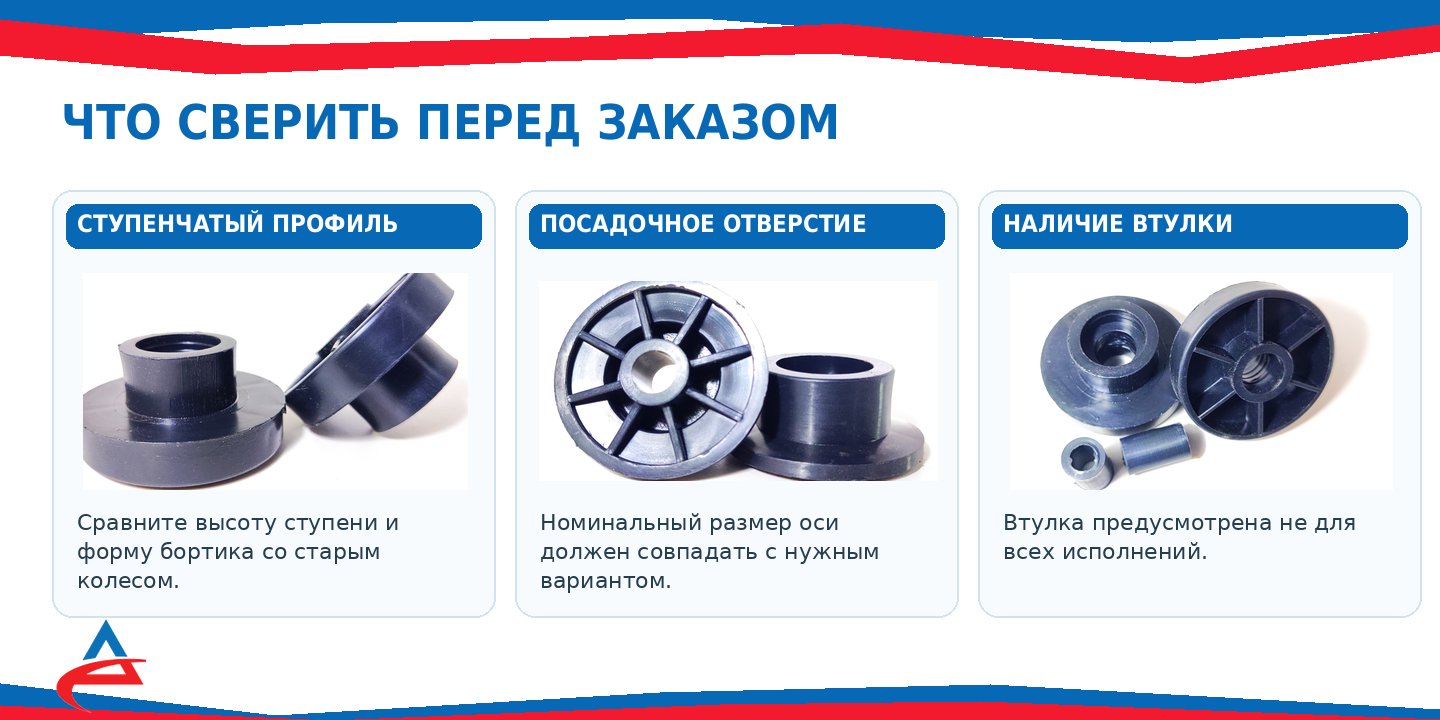 ЧТО СВЕРИТЬ ПЕРЕД ЗАКАЗОМ
СТУПЕНЧАТЫЙ ПРОФИЛЬ
Сравните высоту ступени и
форму бортика со старым
колесом.
ПОСАДОЧНОЕ ОТВЕРСТИЕ
Номинальный размер оси
должен совпадать с нужным
вариантом.
НАЛИЧИЕ ВТУЛКИ
Втулка предусмотрена не для
всех исполнений.